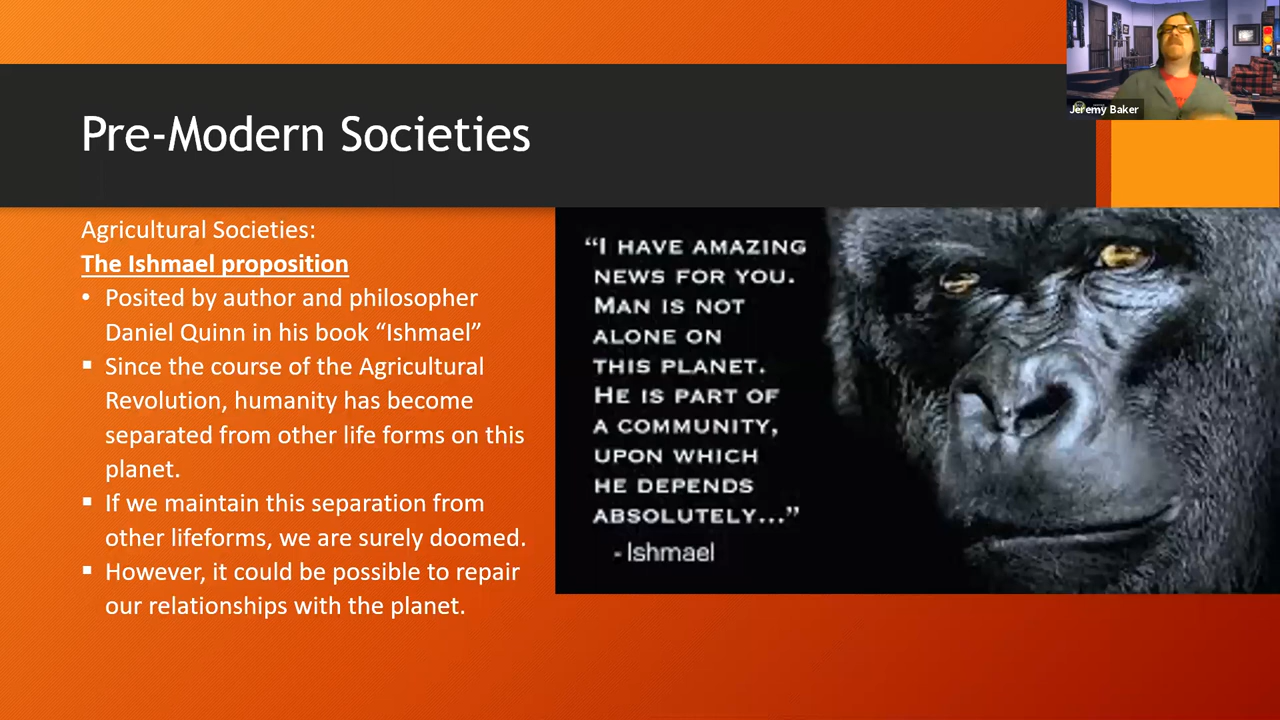 Jeremy Baker
Pre-Modern Societies
Agricultural Societies:
The Ishmael proposition
• Posited by author and philosopher
Daniel Quinn in his book “Ishmael”
▪ Since the course of the Agricultural
Revolution, humanity has become
separated from other life forms on this
planet.
▪ If we maintain this separation from
other lifeforms, we are surely doomed.
▪ However, it could be possible to repair
our relationships with the planet.
“I HAVE AMAZING
NEWS FOR YOU.
MAN IS NOT
ALONE ON
THIS PLANET.
HE IS PART OF
A COMMUNITY,
UPON WHICH
HE DEPENDS
ABSOLUTELY...”
- Ishmael